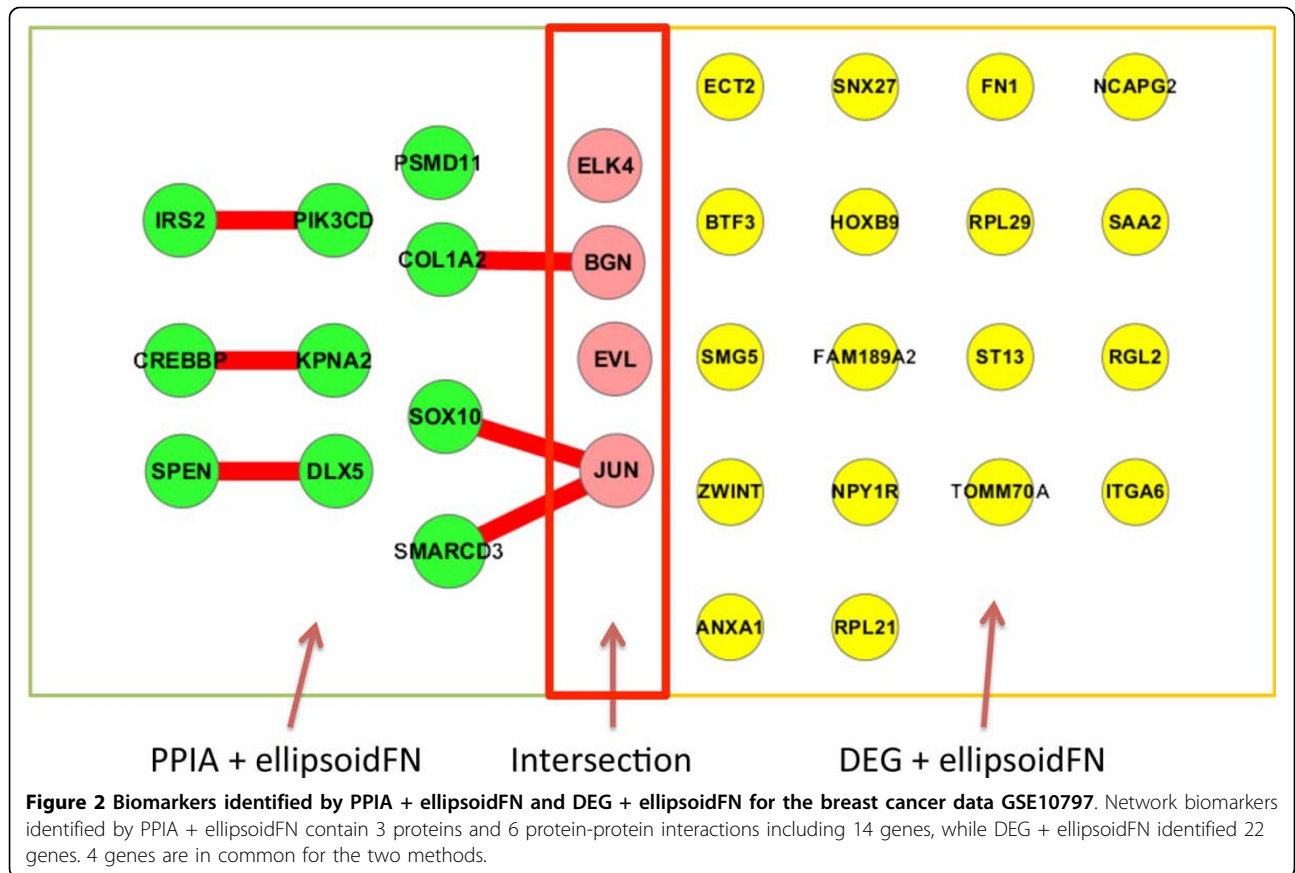 ECT2 SNX27 FN1 NCAPG2
PSMD11 ELK4
IRS2 PIK3CD BTF3 HOXB9 RPL29 SAA2
COL1A2 BGN
CREBBP KPNA2 EVL SMG5 FAM189A2 ST13 RGL2
SOX10
SPEN DLX5 JUN ZWINT NPY1R TOMM70A ITGA6
SMARCD3
ANXA1 RPL21
PPIA + ellipsoidFN Intersection DEG + ellipsoidFN
Figure 2 Biomarkers identified by PPIA + ellipsoidFN and DEG + ellipsoidFN for the breast cancer data GSE10797. Network biomarkers
identified by PPIA + ellipsoidFN contain 3 proteins and 6 protein-protein interactions including 14 genes, while DEG + ellipsoidFN identified 22
genes. 4 genes are in common for the two methods.